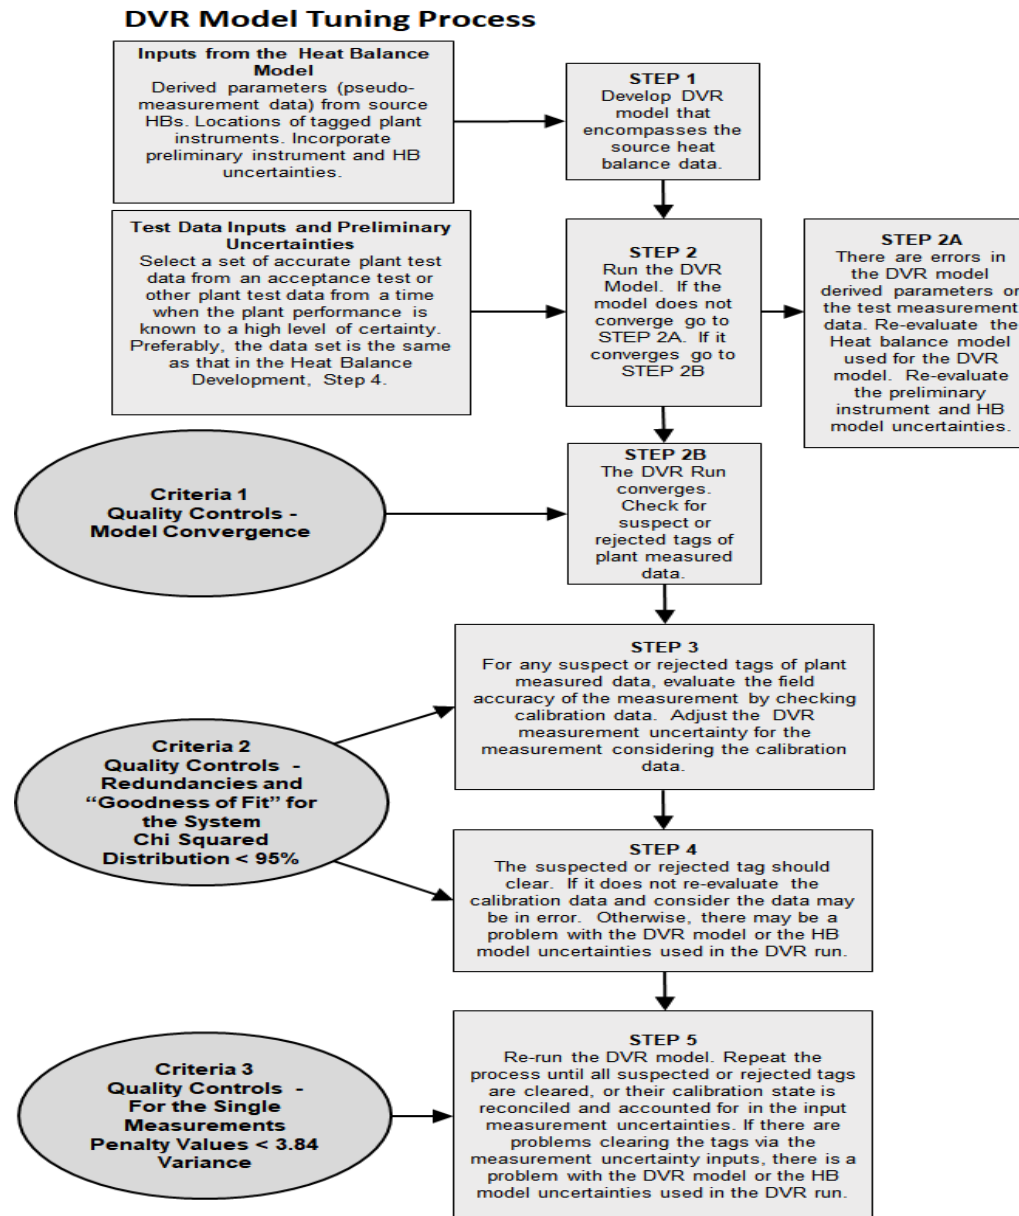 DVR Model Tuning Process
Inputs from the Heat Balance
Model
Derived parameters (pseudo-
measurement data) from source
HBs. Locations of tagged plant
instruments. Incorporate
preliminary instrument and HB
uncertainties.
STEP 1
Develop DVR
model that
encompasses the
source heat
balance data.
Test Data Inputs and Preliminary
Uncertainties
Select a set of accurate plant test
data from an acceptance test or
other plant test data from a time
when the plant performance is
known to a high level of certainty.
Preferably, the data set is the same
as that in the Heat Balance
Development, Step 4.
STEP 2
Run the DVR
Model. If the
model does not
converge go to
STEP 2A. If it
converges go to
STEP 2B
STEP 2A
There are errors in
the DVR model
derived parameters or
the test measurement
data. Re-evaluate the
Heat balance model
used for the DVR
model. Re-evaluate
the preliminary
instrument and HB
model uncertainties.
Criteria 1
Quality Controls -
Model Convergence
STEP 2B
The DVR Run
converges.
Check for
suspect or
rejected tags of
plant measured
data.
STEP 3
For any suspect or rejected tags of plant
measured data, evaluate the field
accuracy of the measurement by checking
calibration data. Adjust the DVR
measurement uncertainty for the
measurement considering the calibration
data.
Criteria 2
Quality Controls -
Redundancies and
“Goodness of Fit” for
the System
Chi Squared
Distribution < 95%
STEP 4
The suspected or rejected tag should
clear. If it does not re-evaluate the
calibration data and consider the data may
be in error. Otherwise, there may be a
problem with the DVR model or the HB
model uncertainties used in the DVR run.
Criteria 3
Quality Controls -
For the Single
Measurements
Penalty Values < 3.84
Variance
STEP 5
Re-run the DVR model. Repeat the
process until all suspected or rejected tags
are cleared, or their calibration state is
reconciled and accounted for in the input
measurement uncertainties. If there are
problems clearing the tags via the
measurement uncertainty inputs, there is a
problem with the DVR model or the HB
model uncertainties used in the DVR run.